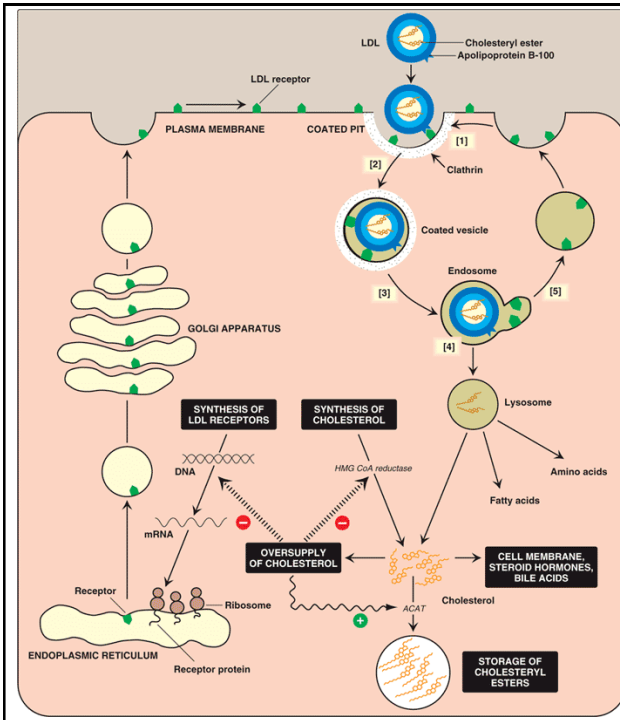 LDL
Cholesteryl ester
Apolipoprotein B-100
LDL receptor
PLASMA MEMBRANE
COATED PIT
[1]
[2]
Clathrin
Coated vesicle
Endosome
[3]
[5]
[4]
GOLGI APPARATUS
Lysosome
SYNTHESIS OF
LDL RECEPTORS
SYNTHESIS OF
CHOLESTEROL
DNA
HMG CoA reductase
Amino acids
Fatty acids
mRNA
−
−
OVERSUPPLY
OF CHOLESTEROL
CELL MEMBRANE,
STEROID HORMONES,
BILE ACIDS
Receptor
Ribosome
Cholesterol
ACAT
+
ENDOPLASMIC RETICULUM
Receptor protein
STORAGE OF
CHOLESTERYL
ESTERS